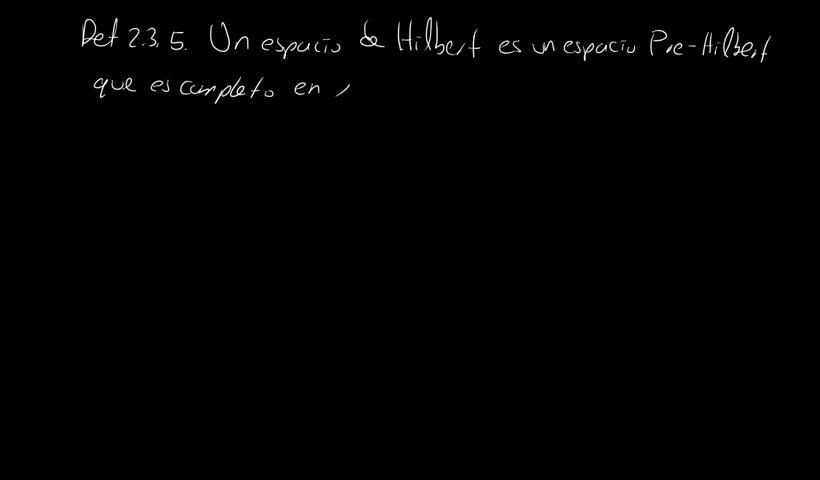 Def 2.3.5. Un espacio de Hilbert es un espacio Pre-Hilbert
que es completo en